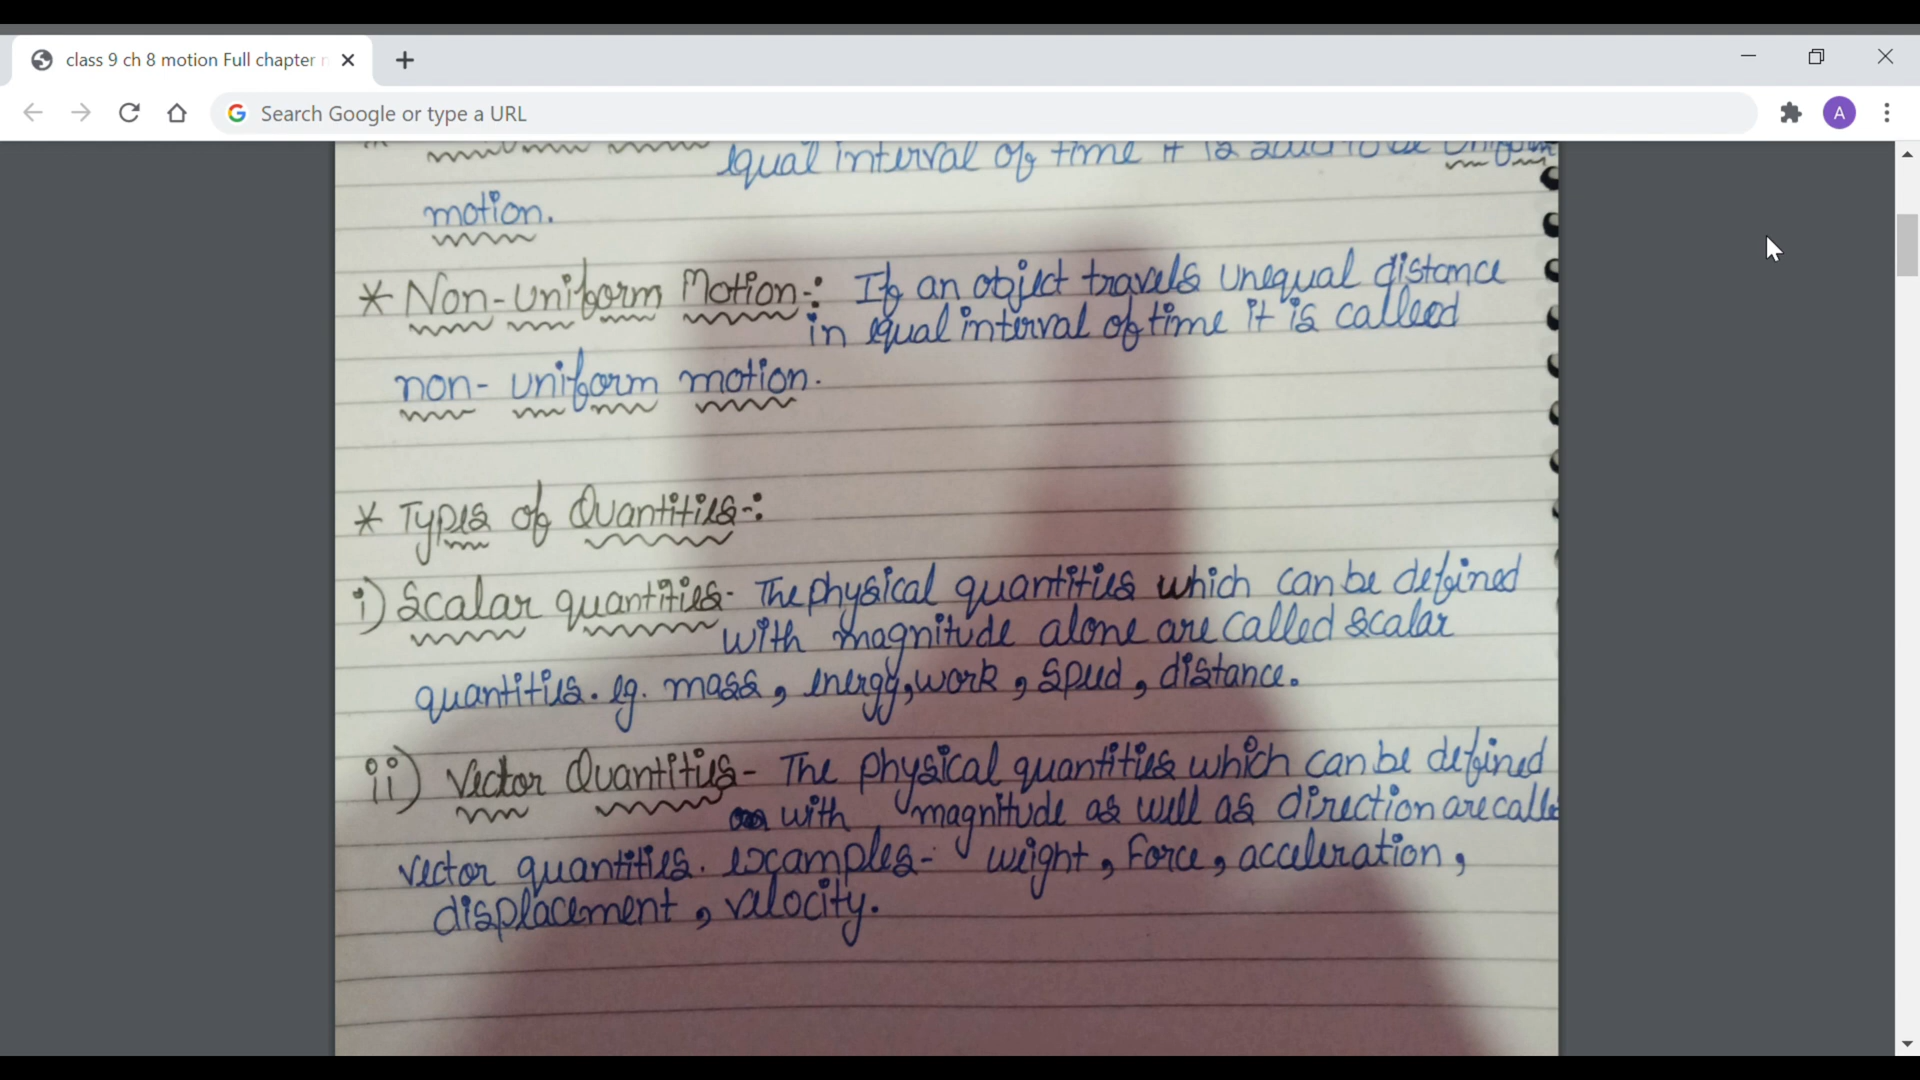 class 9 ch 8 motion Full chapter
Search Google or type a URL
A
equal interval of time it is said to be uniform
motion.
* Non-uniform Motion-: If an object travels unequal distance
in equal interval of time it is called
non-uniform motion.
* Types of Quantities-:
i) Scalar quantities- The physical quantities which can be defined
with magnitude alone are called scalar
quantities. eg. mass, energy, work, speed, distance.
ii) Vector Quantities- The physical quantities which can be defined
with magnitude as well as direction are calle
vector quantities. examples- weight, Force, acceleration,
displacement, velocity.